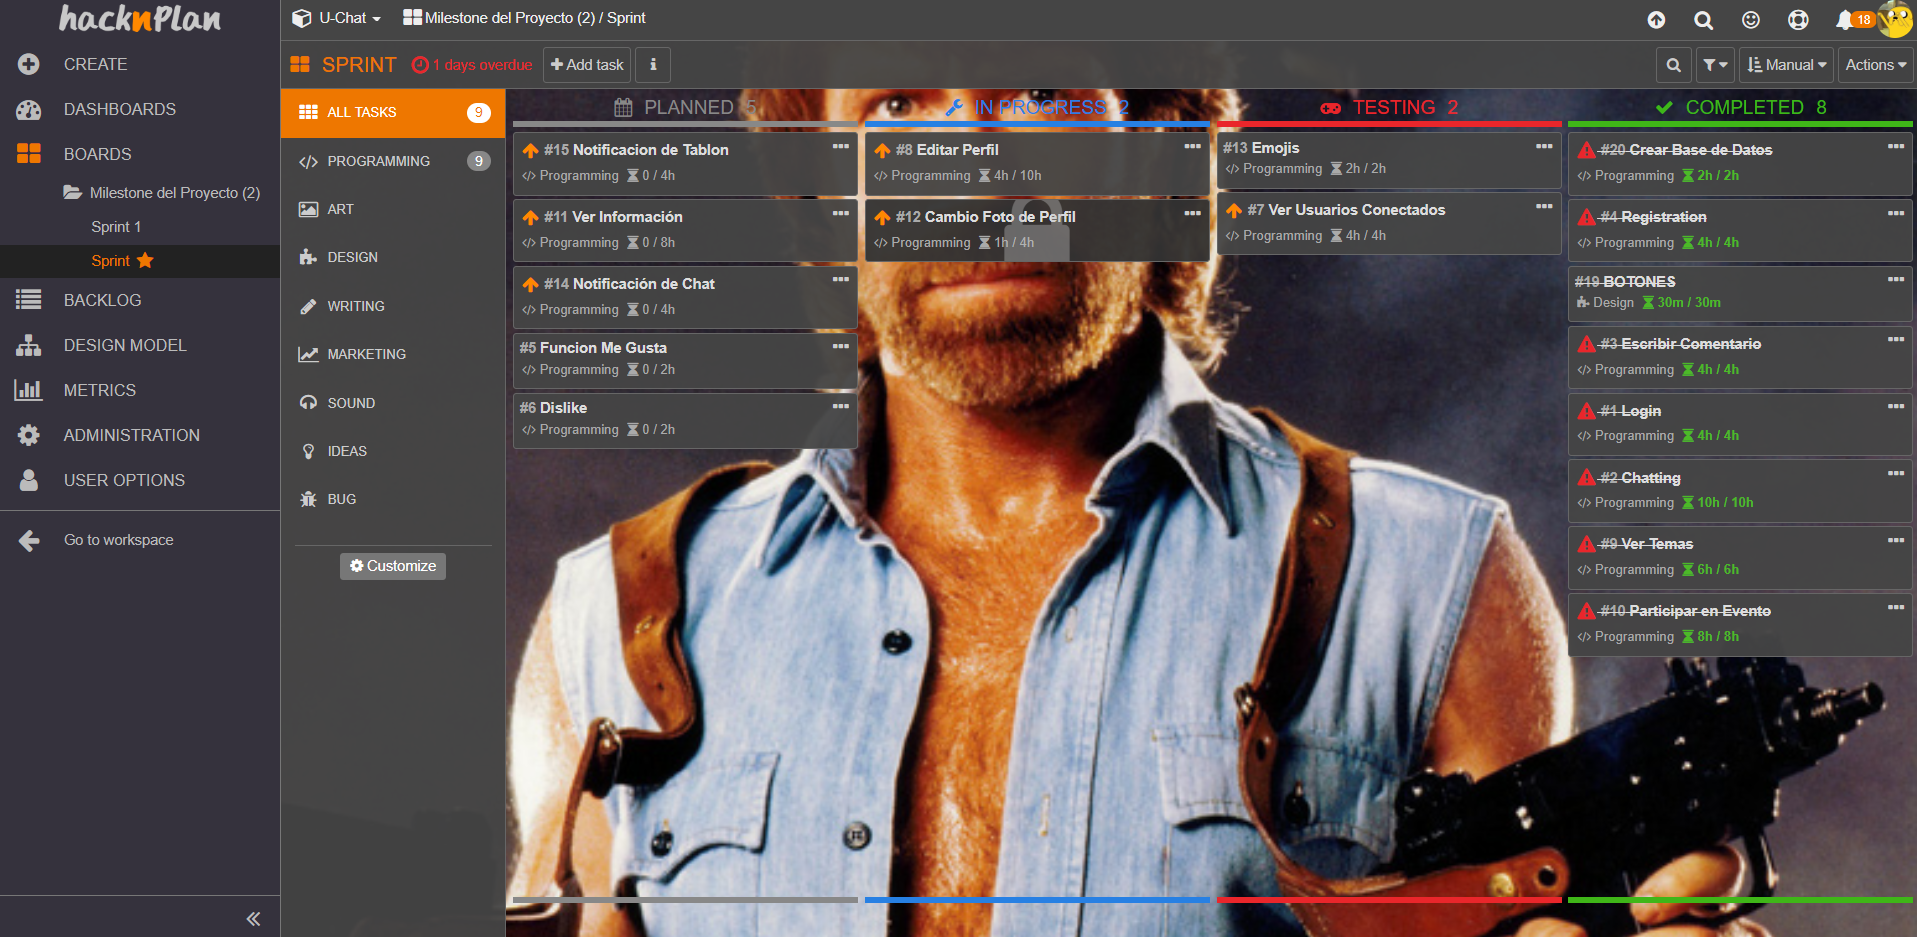 hacknPlan
CREATE
DASHBOARDS
BOARDS
Milestone del Proyecto (2)
Sprint 1
Sprint
BACKLOG
DESIGN MODEL
METRICS
ADMINISTRATION
USER OPTIONS
Go to workspace
U-Chat
Milestone del Proyecto (2) / Sprint
18
SPRINT
1 days overdue
Add task
Manual
Actions
ALL TASKS 9
PROGRAMMING 9
ART
DESIGN
WRITING
MARKETING
SOUND
IDEAS
BUG
Customize
PLANNED 5
#15 Notificacion de Tablon
Programming 0 / 4h
#11 Ver Información
Programming 0 / 8h
#14 Notificación de Chat
Programming 0 / 4h
#5 Funcion Me Gusta
Programming 0 / 2h
#6 Dislike
Programming 0 / 2h
IN PROGRESS 2
#8 Editar Perfil
Programming 4h / 10h
#12 Cambio Foto de Perfil
Programming 1h / 4h
TESTING 2
#13 Emojis
Programming 2h / 2h
#7 Ver Usuarios Conectados
Programming 4h / 4h
COMPLETED 8
#20 Crear Base de Datos
Programming 2h / 2h
#4 Registration
Programming 4h / 4h
#19 BOTONES
Design 30m / 30m
#3 Escribir Comentario
Programming 4h / 4h
#1 Login
Programming 4h / 4h
#2 Chatting
Programming 10h / 10h
#9 Ver Temas
Programming 6h / 6h
#10 Participar en Evento
Programming 8h / 8h